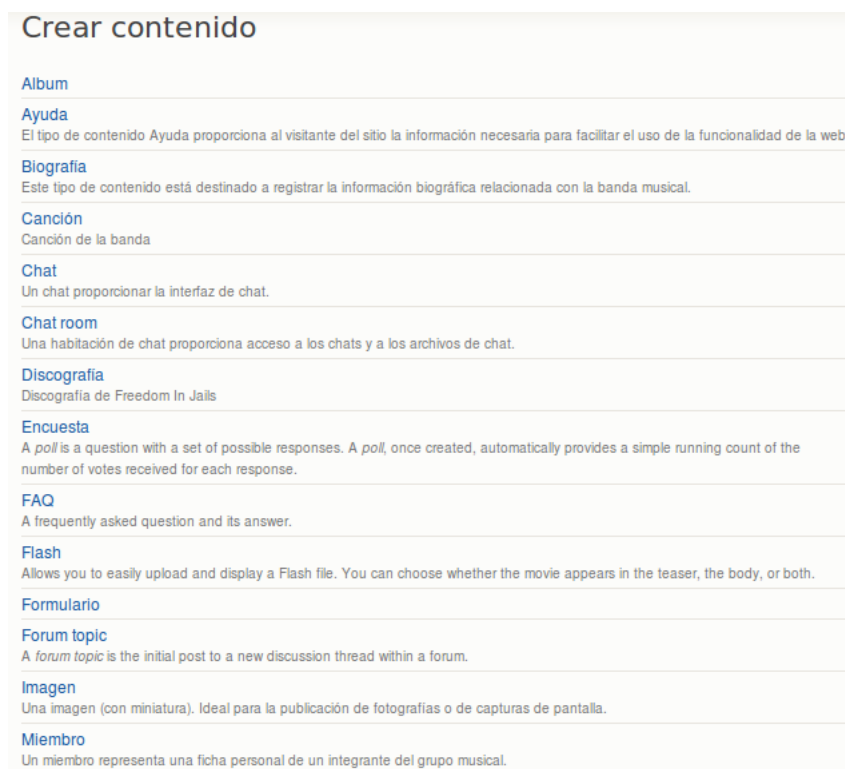 Crear contenido
Album
Ayuda
El tipo de contenido Ayuda proporciona al visitante del sitio la información necesaria para facilitar el uso de la funcionalidad de la web
Biografía
Este tipo de contenido está destinado a registrar la información biográfica relacionada con la banda musical.
Canción
Canción de la banda
Chat
Un chat proporcionar la interfaz de chat.
Chat room
Una habitación de chat proporciona acceso a los chats y a los archivos de chat.
Discografía
Discografía de Freedom In Jails
Encuesta
A poll is a question with a set of possible responses. A poll, once created, automatically provides a simple running count of the
number of votes received for each response.
FAQ
A frequently asked question and its answer.
Flash
Allows you to easily upload and display a Flash file. You can choose whether the movie appears in the teaser, the body, or both.
Formulario
Forum topic
A forum topic is the initial post to a new discussion thread within a forum.
Imagen
Una imagen (con miniatura). Ideal para la publicación de fotografías o de capturas de pantalla.
Miembro
Un miembro representa una ficha personal de un integrante del grupo musical.